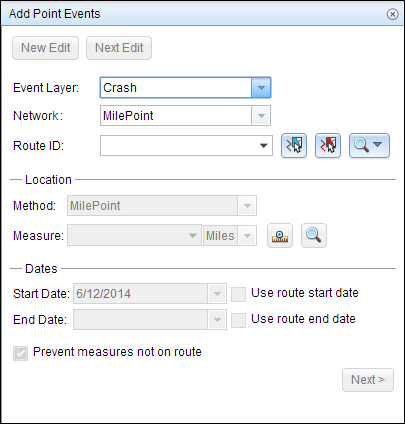 Add Point Events
New Edit Next Edit
Event Layer: Crash
Network: MilePoint
Route ID:
Location
Method: MilePoint
Measure: Miles
Dates
Start Date: 6/12/2014 Use route start date
End Date: Use route end date
Prevent measures not on route
Next >